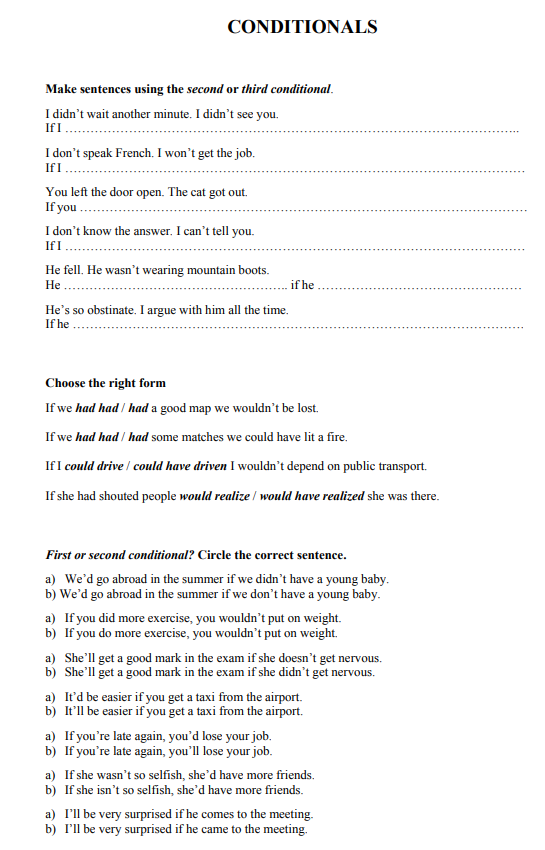 CONDITIONALS
Make sentences using the second or third conditional.
I didn’t wait another minute. I didn’t see you.
If I …………………………………………………………………………………………………..
I don’t speak French. I won’t get the job.
If I ……………………………………………………………………………………………………
You left the door open. The cat got out.
If you …………………………………………………………………………………………………
I don’t know the answer. I can’t tell you.
If I ……………………………………………………………………………………………………
He fell. He wasn’t wearing mountain boots.
He ……………………………………………….. if he …………………………………………
He’s so obstinate. I argue with him all the time.
If he …………………………………………………………………………………………………
Choose the right form
If we had had / had a good map we wouldn’t be lost.
If we had had / had some matches we could have lit a fire.
If I could drive / could have driven I wouldn’t depend on public transport.
If she had shouted people would realize / would have realized she was there.
First or second conditional? Circle the correct sentence.
a) We’d go abroad in the summer if we didn’t have a young baby.
b) We’d go abroad in the summer if we don’t have a young baby.
a) If you did more exercise, you wouldn’t put on weight.
b) If you do more exercise, you wouldn’t put on weight.
a) She’ll get a good mark in the exam if she doesn’t get nervous.
b) She’ll get a good mark in the exam if she didn’t get nervous.
a) It’d be easier if you get a taxi from the airport.
b) It’ll be easier if you get a taxi from the airport.
a) If you’re late again, you’d lose your job.
b) If you’re late again, you’ll lose your job.
a) If she wasn’t so selfish, she’d have more friends.
b) If she isn’t so selfish, she’d have more friends.
a) I’ll be very surprised if he comes to the meeting.
b) I’ll be very surprised if he came to the meeting.